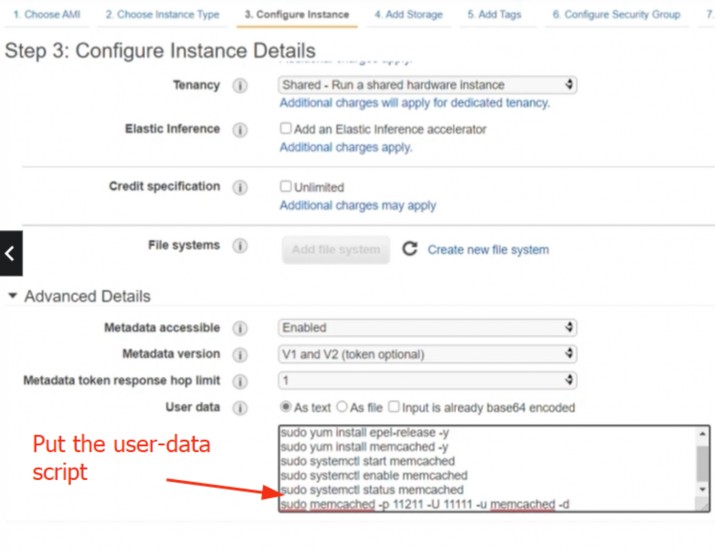 1. Choose AMI 2. Choose Instance Type 3. Configure Instance 4. Add Storage 5. Add Tags 6. Configure Security Group 7.
Step 3: Configure Instance Details
Additional charges apply.
Tenancy Shared - Run a shared hardware instance
Additional charges will apply for dedicated tenancy.
Elastic Inference Add an Elastic Inference accelerator
Additional charges apply.
Credit specification Unlimited
Additional charges may apply
File systems Add file system Create new file system
Advanced Details
Metadata accessible Enabled
Metadata version V1 and V2 (token optional)
Metadata token response hop limit 1
User data As text As file Input is already base64 encoded
sudo yum install epel-release -y
sudo yum install memcached -y
sudo systemctl start memcached
sudo systemctl enable memcached
sudo systemctl status memcached
sudo memcached -p 11211 -U 11111 -u memcached -d
Put the user-data
script